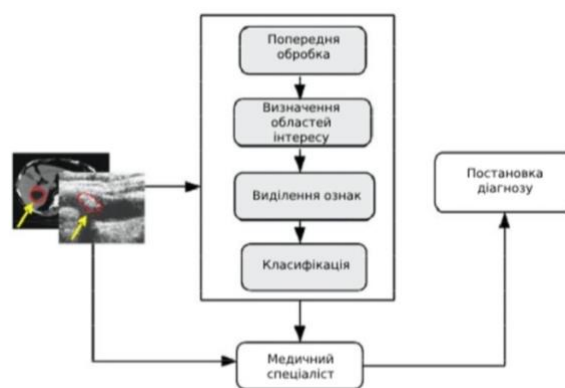 Попередня
обробка
Визначення
областей
інтересу
Виділення ознак
Класифікація
Постановка
діагнозу
Медичний
спеціаліст